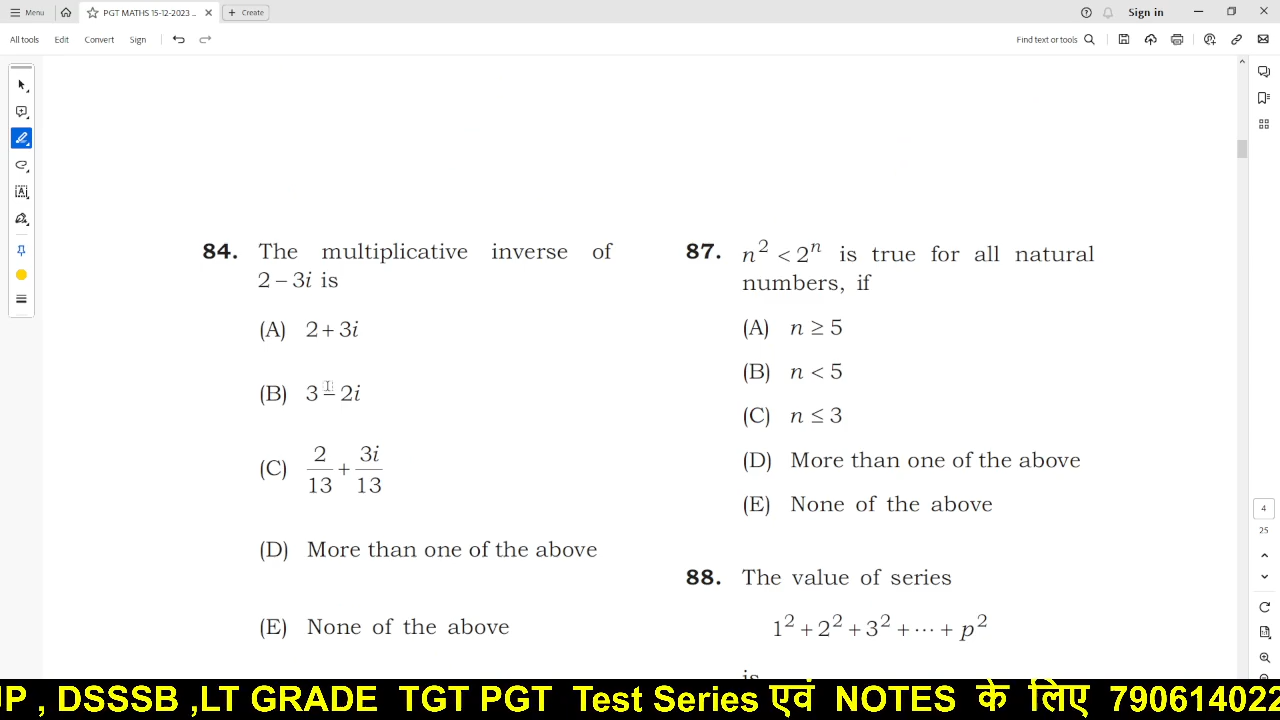 Menu
PGT MATHS 15-12-2023 ...
+ Create
Sign in
All tools Edit Convert Sign
Find text or tools
84. The multiplicative inverse of
2 − 3i is
(A) 2 + 3i
(B) 3 − 2i
(C) 2/13 + 3i/13
(D) More than one of the above
(E) None of the above
87. n² < 2ⁿ is true for all natural
numbers, if
(A) n ≥ 5
(B) n < 5
(C) n ≤ 3
(D) More than one of the above
(E) None of the above
88. The value of series
1² + 2² + 3² + ⋯ + p²
is
4
25
JP , DSSSB ,LT GRADE TGT PGT Test Series एवं NOTES के लिए 790614022